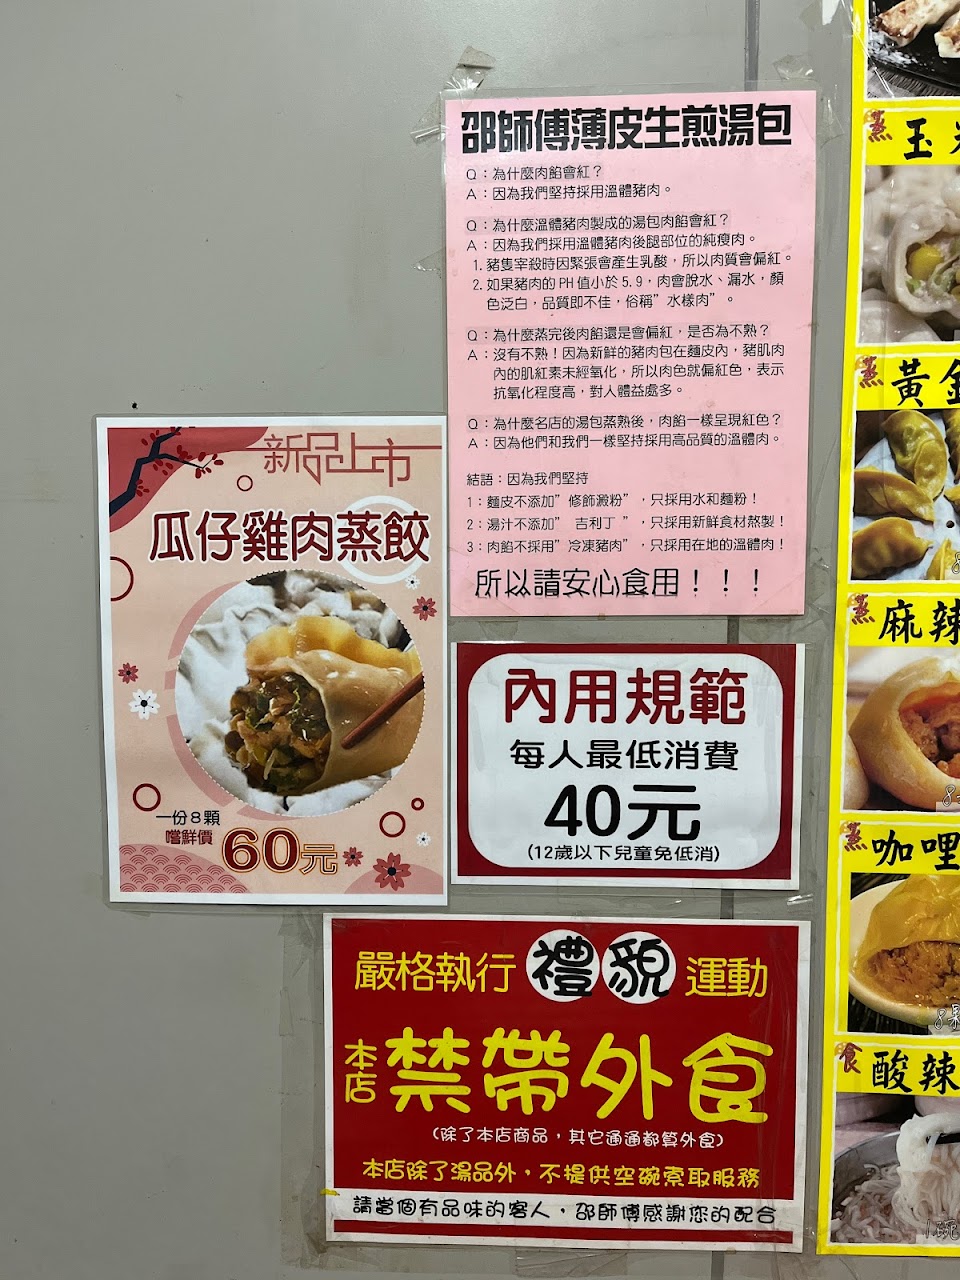 邵師傅薄皮生煎湯包
Q：為什麼肉餡會紅？
A：因為我們堅持採用溫體豬肉。
Q：為什麼溫體豬肉製成的湯包肉餡會紅？
A：因為我們採用溫體豬肉後腿部位的純瘦肉。
1.豬隻宰殺時因緊張會產生乳酸，所以肉質會偏紅。
2.如果豬肉的PH值小於5.9，肉會脫水、漏水，顏
色泛白，品質即不佳，俗稱”水樣肉”。
Q：為什麼蒸完後肉餡還是會偏紅，是否為不熟？
A：沒有不熟！因為新鮮的豬肉包在麵皮內，豬肌肉
內的肌紅素未經氧化，所以肉色就偏紅色，表示
抗氧化程度高，對人體益處多。
Q：為什麼名店的湯包蒸熟後，肉餡一樣呈現紅色？
A：因為他們和我們一樣堅持採用高品質的溫體肉。
結語：因為我們堅持
1：麵皮不添加”修飾澱粉”，只採用水和麵粉！
2：湯汁不添加” 吉利丁 ”，只採用新鮮食材熬製！
3：肉餡不採用”冷凍豬肉”，只採用在地的溫體肉！
所以請安心食用！！！
新品上市
瓜仔雞肉蒸餃
一份8顆
嚐鮮價 60元
內用規範
每人最低消費
40元
(12歲以下兒童免低消)
嚴格執行 禮貌 運動
本店 禁帶外食
(除了本店商品，其它通通都算外食)
本店除了湯品外，不提供空碗索取服務
請當個有品味的客人，邵師傅感謝您的配合
蒸 玉
蒸 黃
蒸 麻辣
8
蒸 咖哩
8顆
食 酸辣
1碗